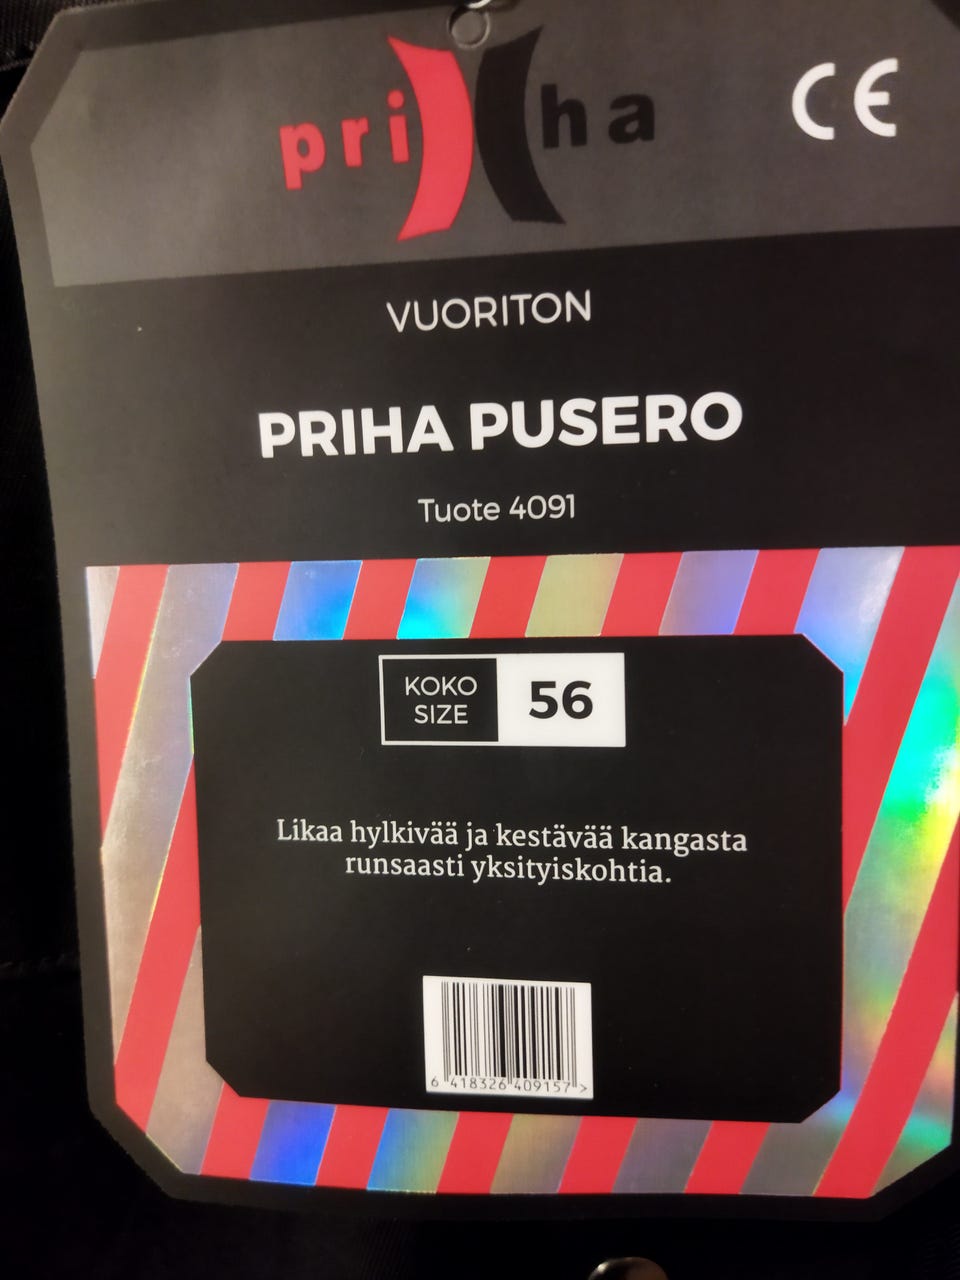 pri ha
CE
VUORITON
PRIHA PUSERO
Tuote 4091
KOKO
SIZE
56
Likaa hylkivää ja kestävää kangasta
runsaasti yksityiskohtia.
6 418326 409157 >